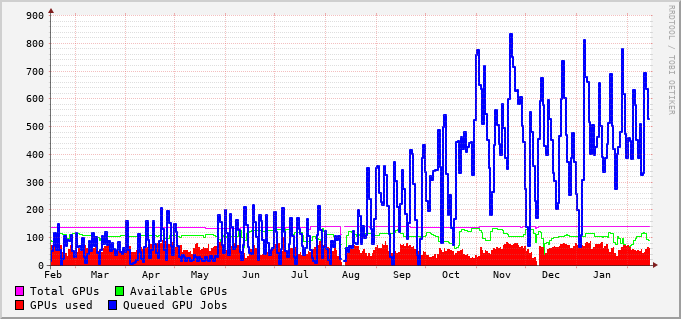 900
800
700
600
500
400
300
200
100
0
Feb Mar Apr May Jun Jul Aug Sep Oct Nov Dec Jan
RRDTOOL / TOBI OETIKER
Total GPUs Available GPUs
GPUs used Queued GPU Jobs